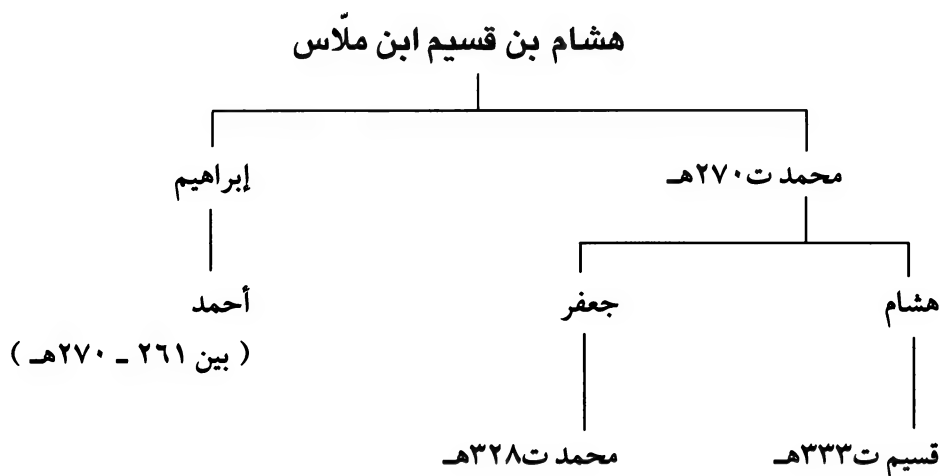 هشام بن قسيم ابن ملّاس
محمد ت٢٧٠هـ
إبراهيم
هشام
جعفر
أحمد
( بين ٢٦١ ـ ٢٧٠هـ )
قسيم ت٣٣٣هـ
محمد ت٣٢٨هـ